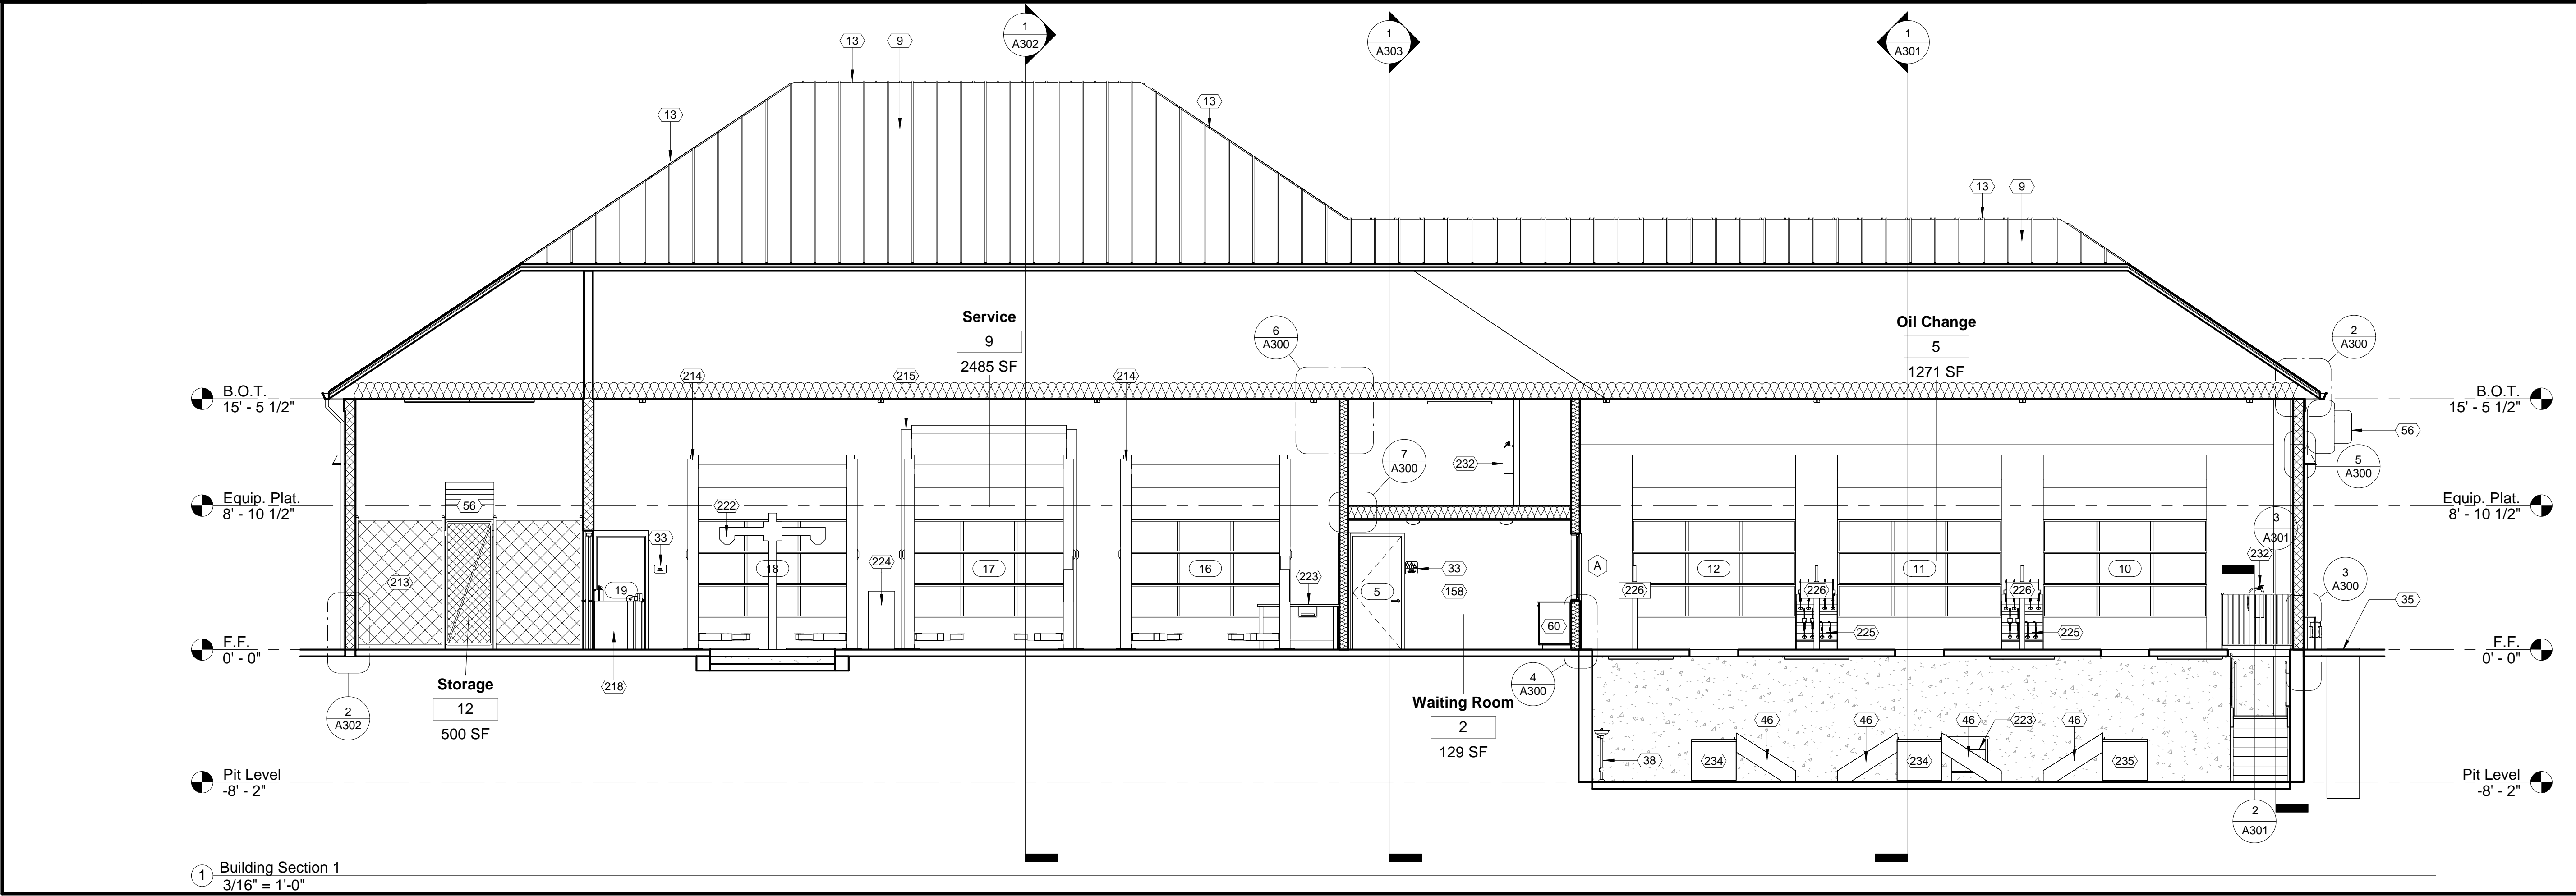 1
A302
1
A303
1
A301
13
9
13
13
13
9
Service
9
2485 SF
Oil Change
5
1271 SF
6
A300
2
A300
214
215
214
B.O.T.
15' - 5 1/2"
B.O.T.
15' - 5 1/2"
56
7
A300
232
5
A300
Equip. Plat.
8' - 10 1/2"
56
222
Equip. Plat.
8' - 10 1/2"
3
A301
33
232
213
19
18
224
17
16
223
5
33
158
A
226
12
226
11
226
10
3
A300
35
60
225
225
F.F.
0' - 0"
F.F.
0' - 0"
218
4
A300
Storage
12
500 SF
2
A302
Waiting Room
2
129 SF
46
46
46
223
46
38
234
234
235
Pit Level
-8' - 2"
Pit Level
-8' - 2"
2
A301
1
Building Section 1
3/16" = 1'-0"